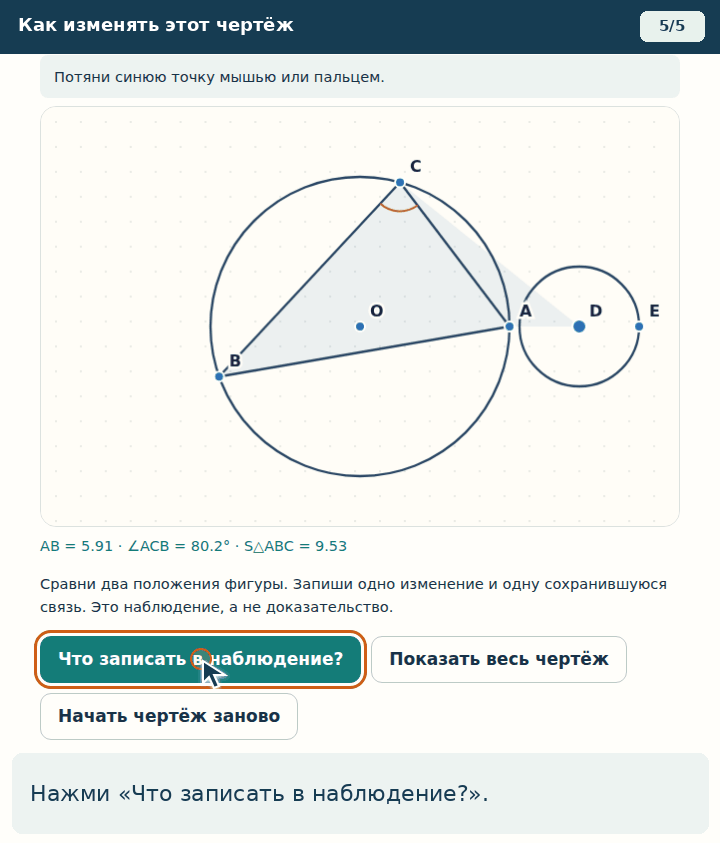 Как изменять этот чертёж
5/5
Потяни синюю точку мышью или пальцем.
C
O
A
D
E
B
AB = 5.91 · ∠ACB = 80.2° · S△ABC = 9.53
Сравни два положения фигуры. Запиши одно изменение и одну сохранившуюся
связь. Это наблюдение, а не доказательство.
Что записать в наблюдение?
Показать весь чертёж
Начать чертёж заново
Нажми «Что записать в наблюдение?».